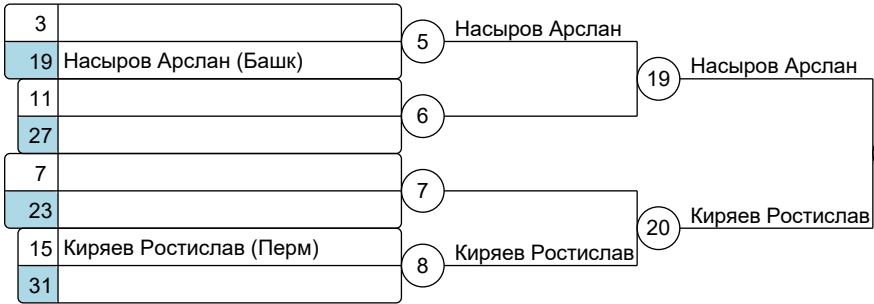 3
19 Насыров Арслан (Башк)
11
27
7
23
15 Киряев Ростислав (Перм)
31
5 Насыров Арслан
6
7
8 Киряев Ростислав
19 Насыров Арслан
20 Киряев Ростислав